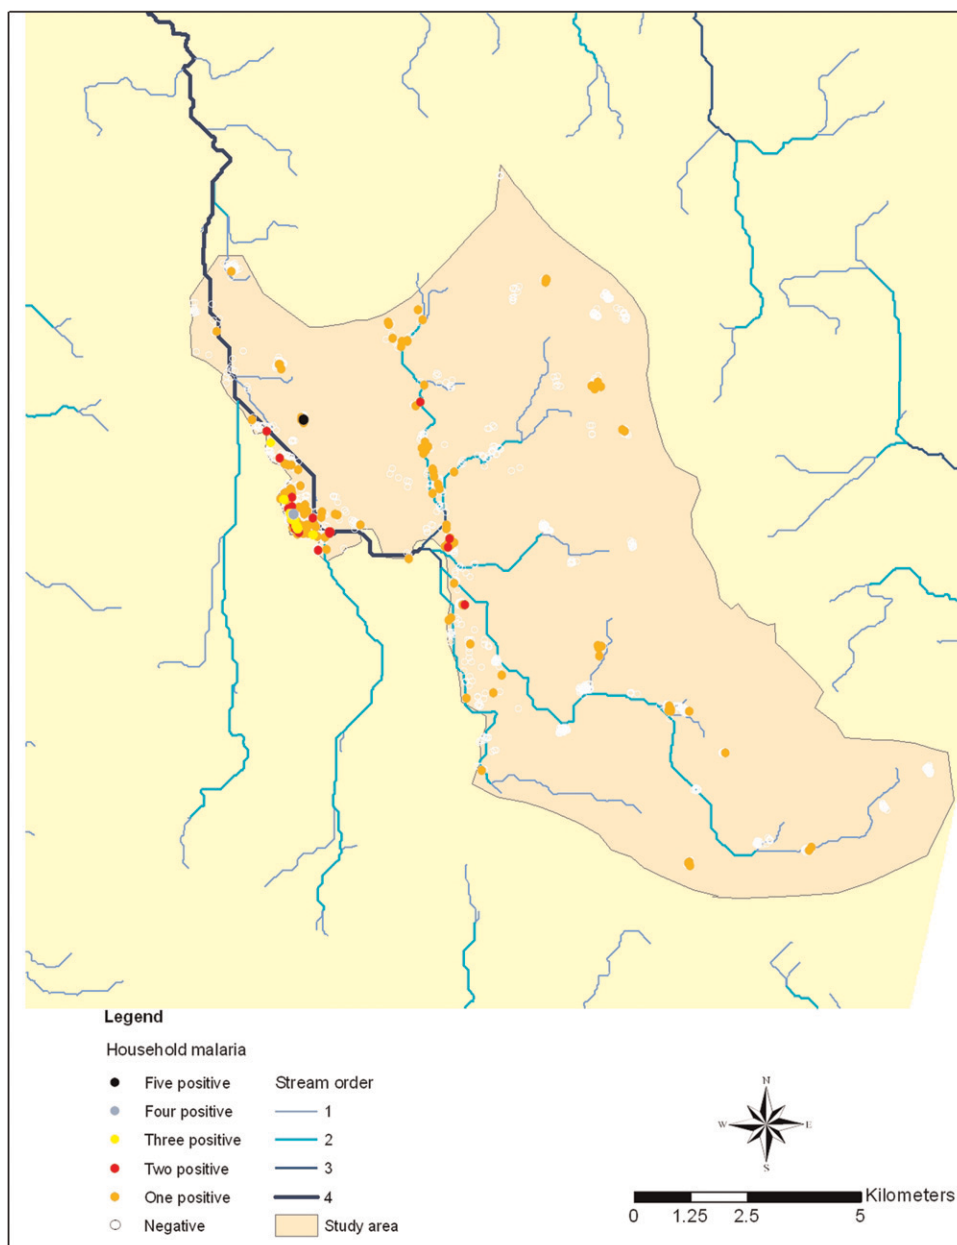 Legend
Household malaria
Five positive
Four positive
Three positive
Two positive
One positive
Negative
Stream order
1
2
3
4
Study area
N
W E
S
Kilometers
0 1.25 2.5 5